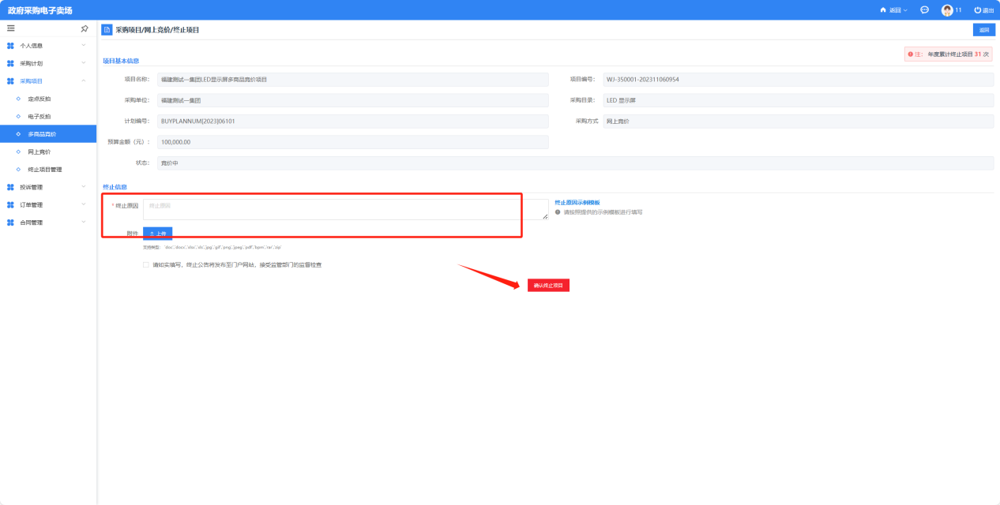 政府采购电子卖场
返回
11
退出
个人信息
采购计划
采购项目
定点反拍
电子反拍
多商品竞价
网上竞价
终止项目管理
投诉管理
订单管理
合同管理
采购项目/网上竞价/终止项目
返回
注: 年度累计终止项目 31 次
项目基本信息
项目名称: 福建测试一集团LED显示屏多商品竞价项目
项目编号: WJ-350001-202311060954
采购单位: 福建测试一集团
采购目录: LED 显示屏
计划编号: BUYPLANNUM[2023]06101
采购方式 网上竞价
预算金额（元）: 100,000.00
状态: 竞价中
终止信息
* 终止原因 终止原因
终止原因示例模板
请按照提供的示例模板进行填写
附件 上传
支持类型: '.doc','.docx','.xlsx','.xls','.jpg','.gif','.png','.jpeg','.pdf','.bpm','.rar','.zip'
请如实填写，终止公告将发布至门户网站，接受监管部门的监督检查
确认终止项目